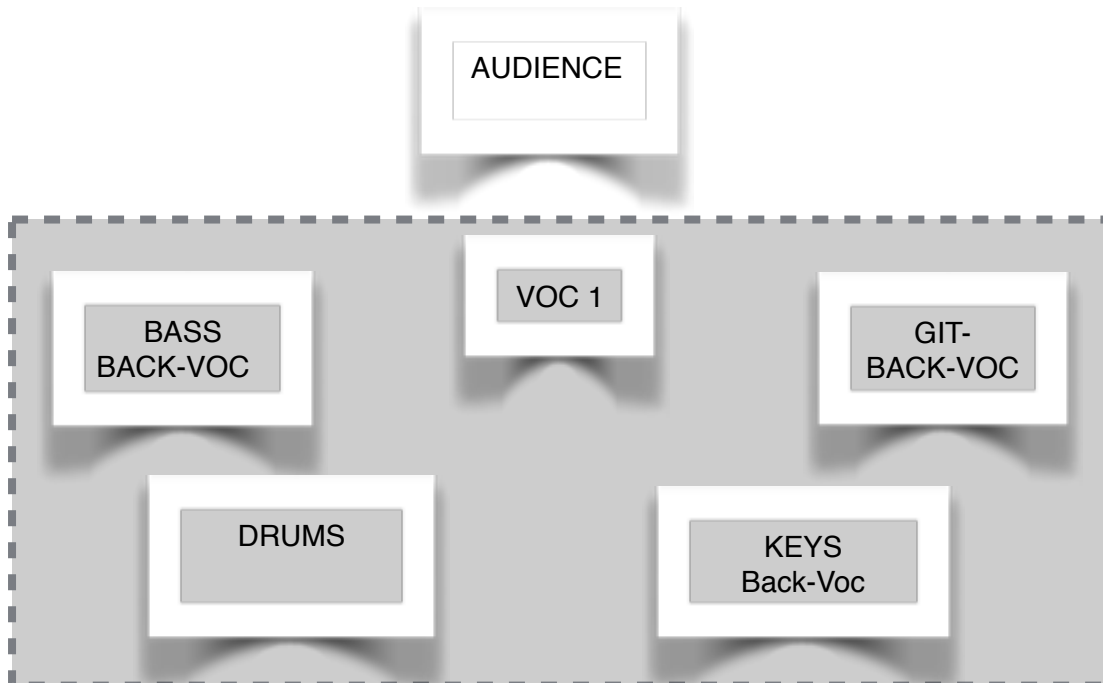 AUDIENCE
VOC 1
BASS
BACK-VOC
GIT-
BACK-VOC
DRUMS
KEYS
Back-Voc